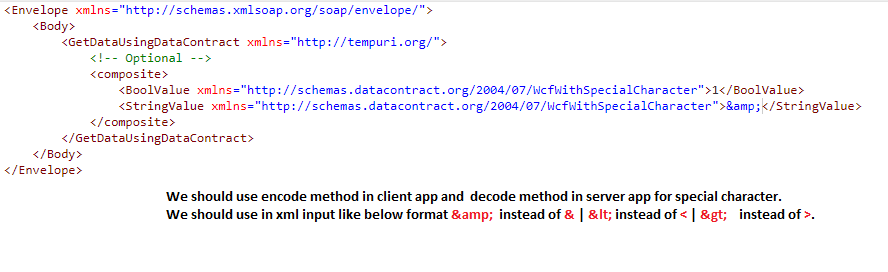 <Envelope xmlns="http://schemas.xmlsoap.org/soap/envelope/">
<Body>
<GetDataUsingDataContract xmlns="http://tempuri.org/">
<!-- Optional -->
<composite>
<BoolValue xmlns="http://schemas.datacontract.org/2004/07/WcfWithSpecialCharacter">1</BoolValue>
<StringValue xmlns="http://schemas.datacontract.org/2004/07/WcfWithSpecialCharacter">&amp;</StringValue>
</composite>
</GetDataUsingDataContract>
</Body>
</Envelope>
We should use encode method in client app and decode method in server app for special character.
We should use in xml input like below format &amp; instead of & | &lt; instead of < | &gt; instead of >.